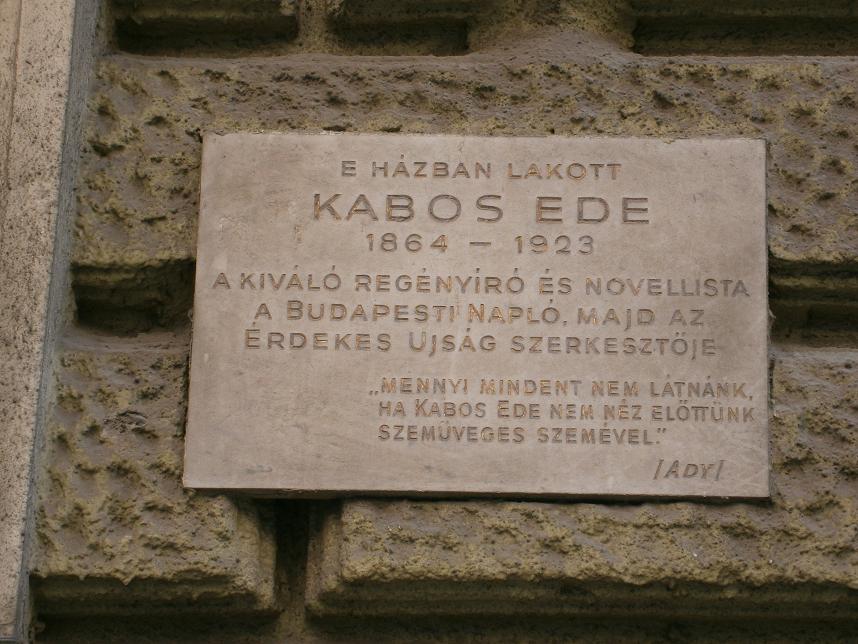 E HÁZBAN LAKOTT
KABOS EDE
1864 – 1923
A KIVÁLÓ REGÉNYÍRÓ ÉS NOVELLISTA
A BUDAPESTI NAPLÓ, MAJD AZ
ÉRDEKES UJSÁG SZERKESZTŐJE
„MENNYI MINDENT NEM LÁTNÁNK,
HA KABOS EDE NEM NÉZ ELŐTTÜNK
SZEMÜVEGES SZEMÉVEL.”
/ADY/